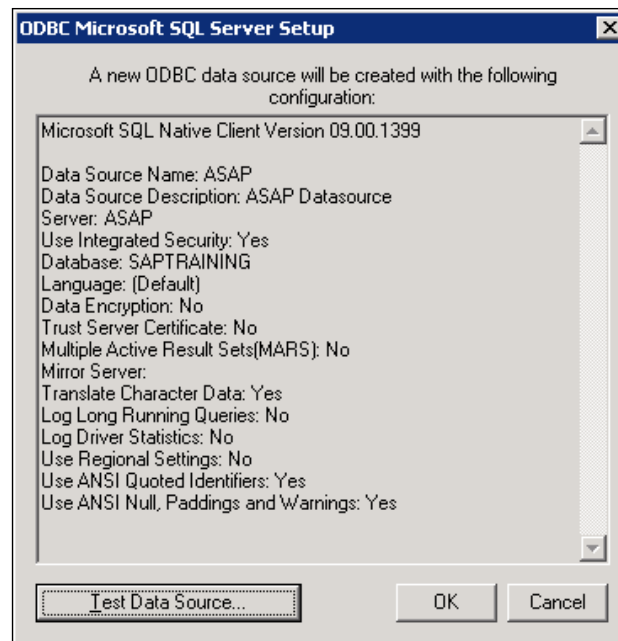 ODBC Microsoft SQL Server Setup
A new ODBC data source will be created with the following
configuration:
Microsoft SQL Native Client Version 09.00.1399
Data Source Name: ASAP
Data Source Description: ASAP Datasource
Server: ASAP
Use Integrated Security: Yes
Database: SAPTRAINING
Language: (Default)
Data Encryption: No
Trust Server Certificate: No
Multiple Active Result Sets(MARS): No
Mirror Server:
Translate Character Data: Yes
Log Long Running Queries: No
Log Driver Statistics: No
Use Regional Settings: No
Use ANSI Quoted Identifiers: Yes
Use ANSI Null, Paddings and Warnings: Yes
Test Data Source...
OK
Cancel